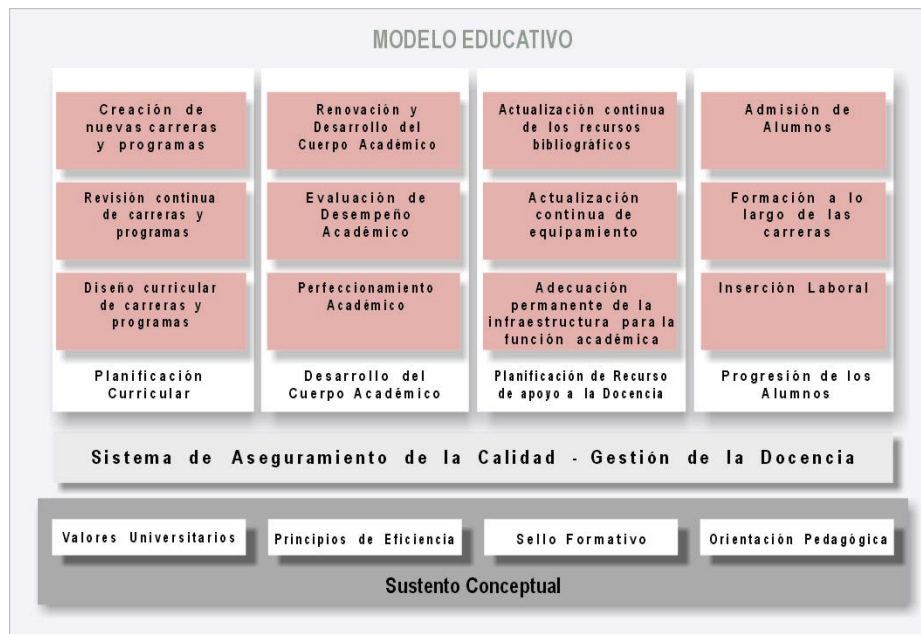 MODELO EDUCATIVO
Creación de
nuevas carreras
y programas
Revisión continua
de carreras y
programas
Diseño curricular
de carreras y
programas
Planificación
Curricular
Renovación y
Desarrollo del
Cuerpo Académico
Evaluación de
Desempeño
Académico
Perfeccionamiento
Académico
Desarrollo del
Cuerpo Académico
Actualización continua
de los recursos
bibliográficos
Actualización
continua de
equipamiento
Adecuación
permanente de la
infraestructura para la
función académica
Planificación de Recurso
de apoyo a la Docencia
Admisión de
Alumnos
Formación a lo
largo de las
carreras
Inserción Laboral
Progresión de los
Alumnos
Sistema de Aseguramiento de la Calidad - Gestión de la Docencia
Valores Universitarios
Principios de Eficiencia
Sello Formativo
Orientación Pedagógica
Sustento Conceptual